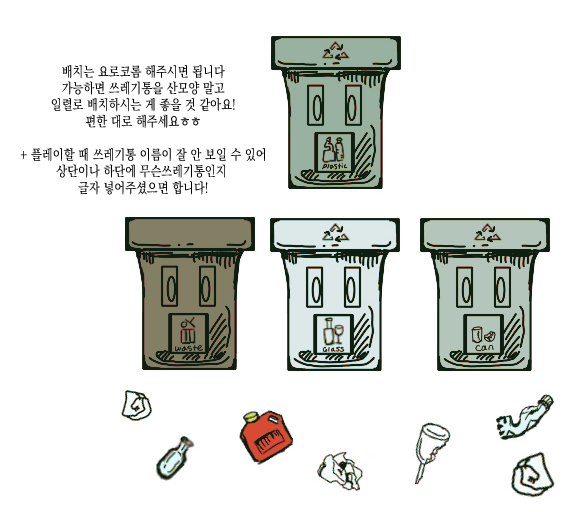 배치는 요로코롬 해주시면 됩니다
가능하면 쓰레기통을 산모양 말고
일렬로 배치하시는 게 좋을 것 같아요!
편한 대로 해주세요ㅎㅎ
+ 플레이할 때 쓰레기통 이름이 잘 안 보일 수 있어
상단이나 하단에 무슨쓰레기통인지
글자 넣어주셨으면 합니다!
plastic
waste
Glass
can